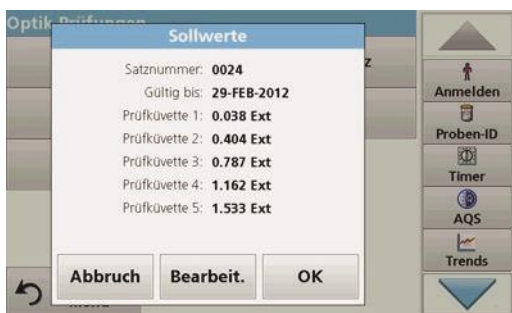 Optik Prüfungen
Sollwerte
Satznummer: 0024
Gültig bis: 29-FEB-2012
Prüfküvette 1: 0.038 Ext
Prüfküvette 2: 0.404 Ext
Prüfküvette 3: 0.787 Ext
Prüfküvette 4: 1.162 Ext
Prüfküvette 5: 1.533 Ext
Abbruch
Bearbeit.
OK
z
Anmelden
Proben-ID
Timer
AQS
Trends